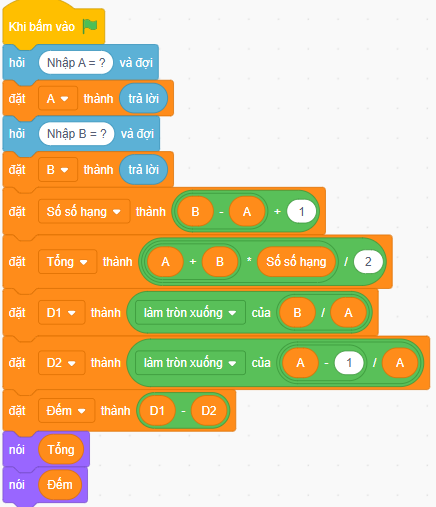 Khi bấm vào
hỏi Nhập A = ? và đợi
đặt A thành trả lời
hỏi Nhập B = ? và đợi
đặt B thành trả lời
đặt Số số hạng thành B - A + 1
đặt Tổng thành A + B * Số số hạng / 2
đặt D1 thành làm tròn xuống của B / A
đặt D2 thành làm tròn xuống của A - 1 / A
đặt Đếm thành D1 - D2
nói Tổng
nói Đếm